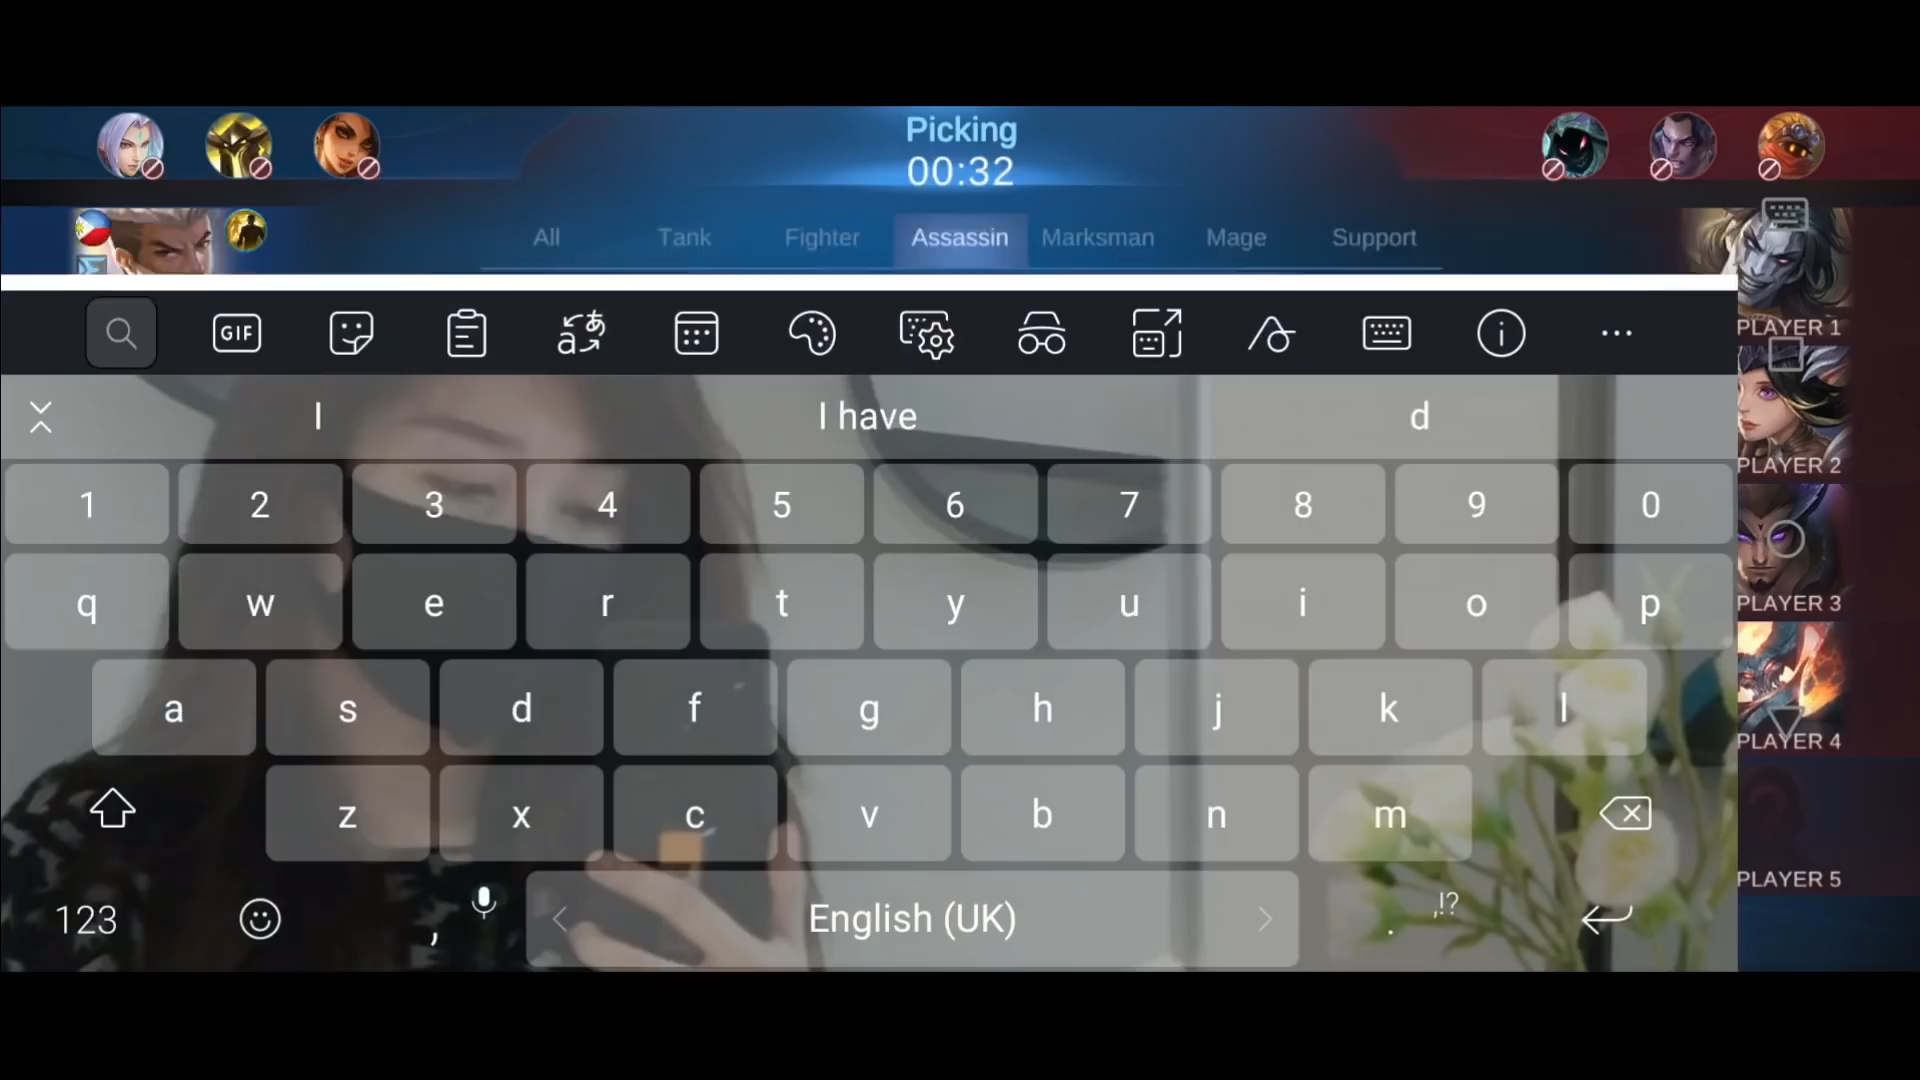 Picking
00:32
All Tank Fighter Assassin Marksman Mage Support
GIF
I I have d
1 2 3 4 5 6 7 8 9 0
q w e r t y u i o p
a s d f g h j k l
z x c v b n m
123 , English (UK) . ,!?
PLAYER 1
PLAYER 2
PLAYER 3
PLAYER 4
PLAYER 5